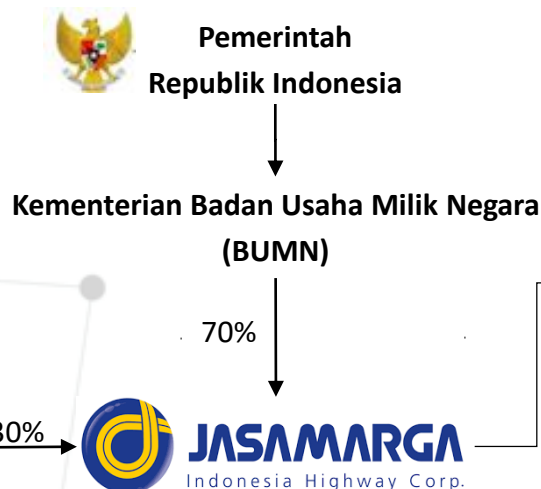 Pemerintah
Republik Indonesia
Kementerian Badan Usaha Milik Negara
(BUMN)
70%
30%
JASAMARGA
Indonesia Highway Corp.